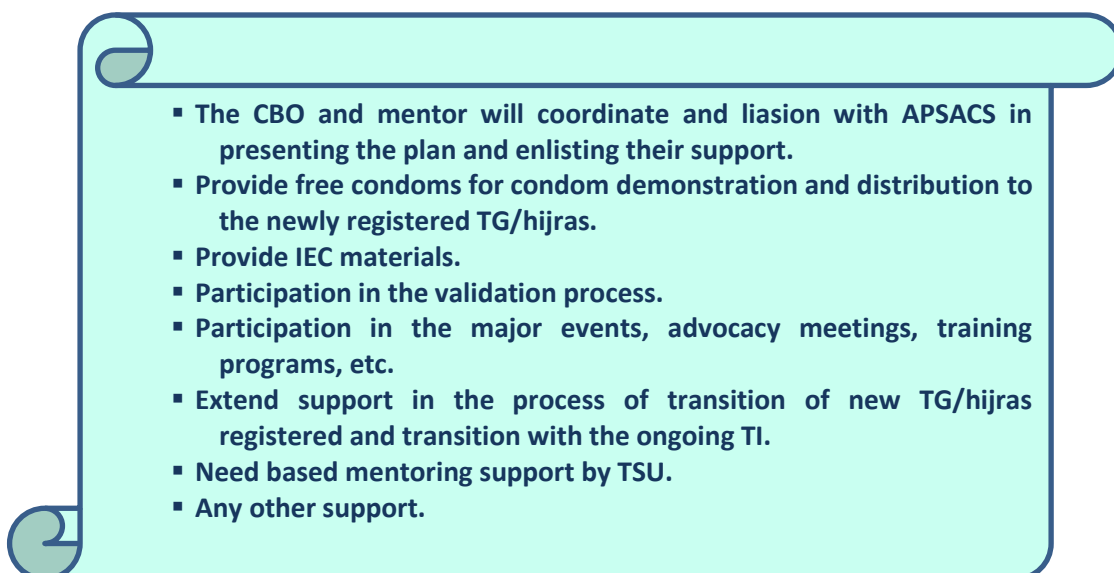 ▪ The CBO and mentor will coordinate and liasion with APSACS in
presenting the plan and enlisting their support.
▪ Provide free condoms for condom demonstration and distribution to
the newly registered TG/hijras.
▪ Provide IEC materials.
▪ Participation in the validation process.
▪ Participation in the major events, advocacy meetings, training
programs, etc.
▪ Extend support in the process of transition of new TG/hijras
registered and transition with the ongoing TI.
▪ Need based mentoring support by TSU.
▪ Any other support.